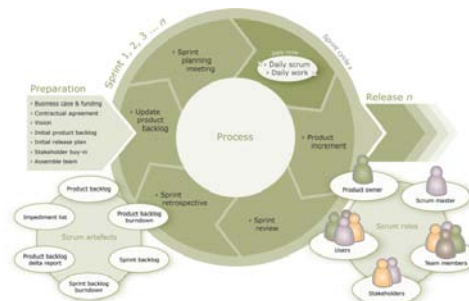 Sprint 1, 2, 3 ... n
Sprint planning meeting
Daily scrum
Daily work
Sprint cycle
Preparation
Business case & funding
Contractual agreement
Vision
Initial product backlog
Initial release plan
Stakeholder buy-in
Assemble team
Update product backlog
Process
Product increment
Release n
Sprint retrospective
Sprint review
Product backlog
Impediment list
Product backlog burndown
Scrum artefacts
Product backlog delta report
Sprint backlog
Sprint backlog burndown
Product owner
Scrum master
Scrum roles
Users
Team members
Stakeholders